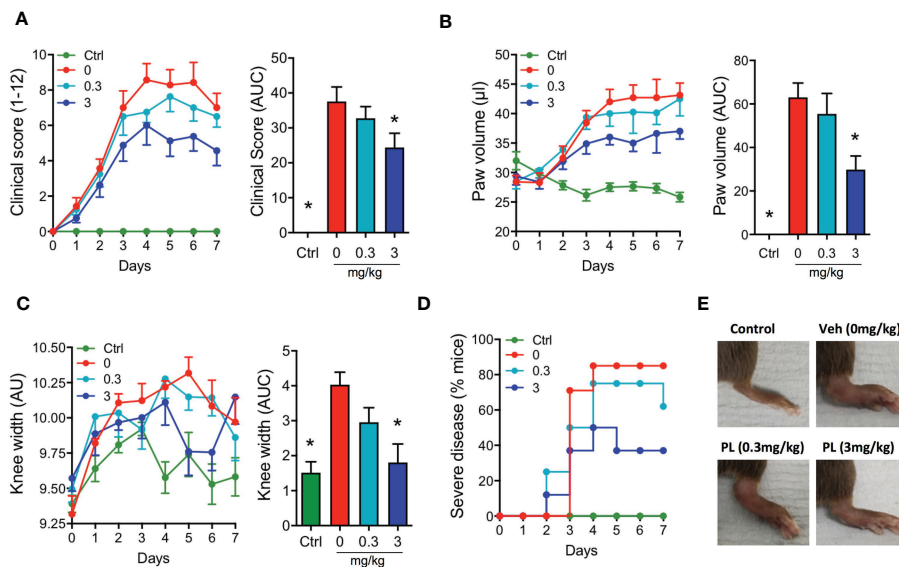 A
Clinical score (1-12)
10
8
6
4
2
0
Ctrl
0
0.3
3
0 1 2 3 4 5 6 7
Days
Clinical Score (AUC)
50
40
30
20
10
0
*
*
Ctrl 0 0.3 3
mg/kg
B
Paw volume (µl)
50
45
40
35
30
25
20
Ctrl
0
0.3
3
0 1 2 3 4 5 6 7
Days
Paw volume (AUC)
80
60
40
20
0
*
*
Ctrl 0 0.3 3
mg/kg
C
Knee width (AU)
10.50
10.25
10.00
9.75
9.50
9.25
Ctrl
0
0.3
3
0 1 2 3 4 5 6 7
Days
Knee width (AUC)
6
4
2
0
*
*
Ctrl 0 0.3 3
mg/kg
D
Severe disease (% mice)
100
80
60
40
20
0
Ctrl
0
0.3
3
0 1 2 3 4 5 6 7
Days
E
Control Veh (0mg/kg)
PL (0.3mg/kg) PL (3mg/kg)